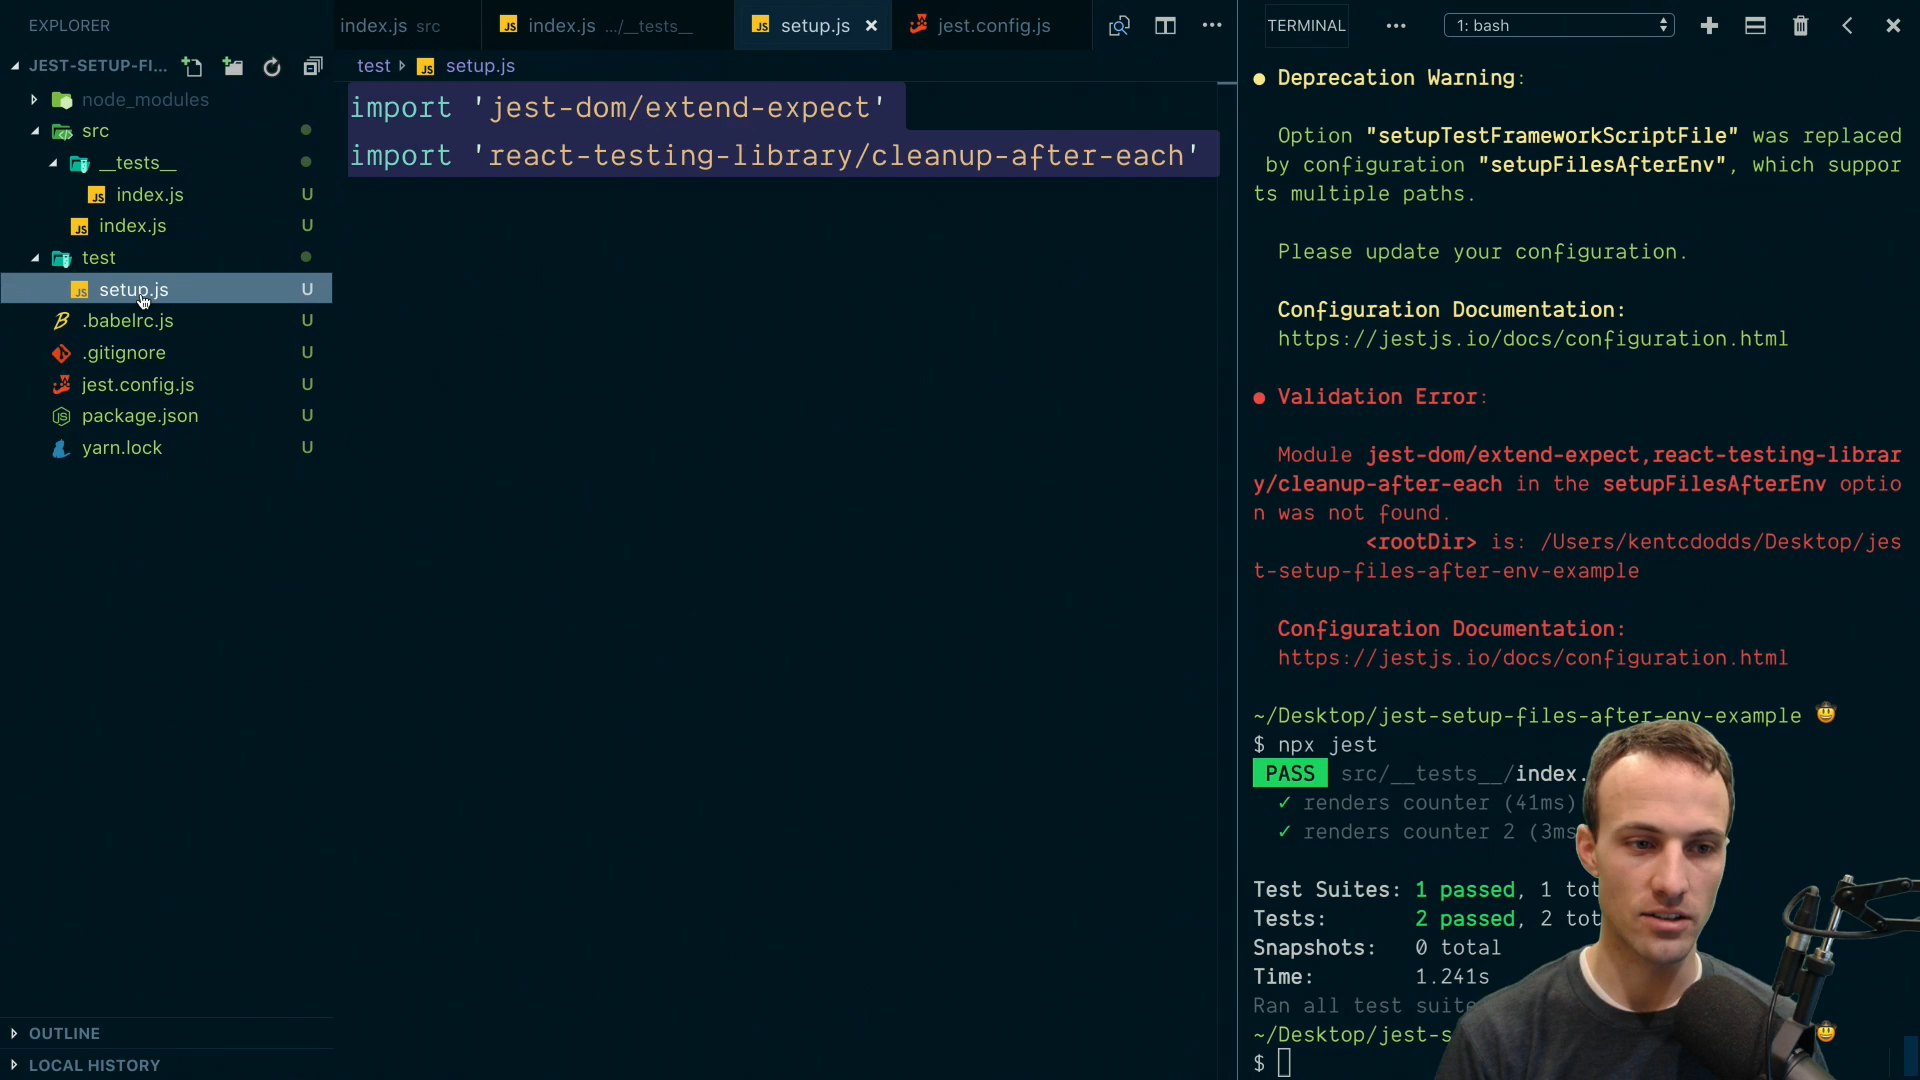 EXPLORER
JEST-SETUP-FI...
node_modules
src
__tests__
index.js U
index.js U
test
setup.js U
.babelrc.js U
.gitignore U
jest.config.js U
package.json U
yarn.lock U
OUTLINE
LOCAL HISTORY
index.js src
index.js .../__tests__
setup.js
jest.config.js
test setup.js
import 'jest-dom/extend-expect'
import 'react-testing-library/cleanup-after-each'
TERMINAL
1: bash
● Deprecation Warning:
Option "setupTestFrameworkScriptFile" was replaced
by configuration "setupFilesAfterEnv", which suppor
ts multiple paths.
Please update your configuration.
Configuration Documentation:
https://jestjs.io/docs/configuration.html
● Validation Error:
Module jest-dom/extend-expect,react-testing-librar
y/cleanup-after-each in the setupFilesAfterEnv optio
n was not found.
<rootDir> is: /Users/kentcdodds/Desktop/jes
t-setup-files-after-env-example
Configuration Documentation:
https://jestjs.io/docs/configuration.html
~/Desktop/jest-setup-files-after-env-example 🤠
$ npx jest
PASS src/__tests__/index.
✓ renders counter (41ms)
✓ renders counter 2 (3ms
Test Suites: 1 passed, 1 tot
Tests: 2 passed, 2 tot
Snapshots: 0 total
Time: 1.241s
Ran all test suite
~/Desktop/jest-s
$